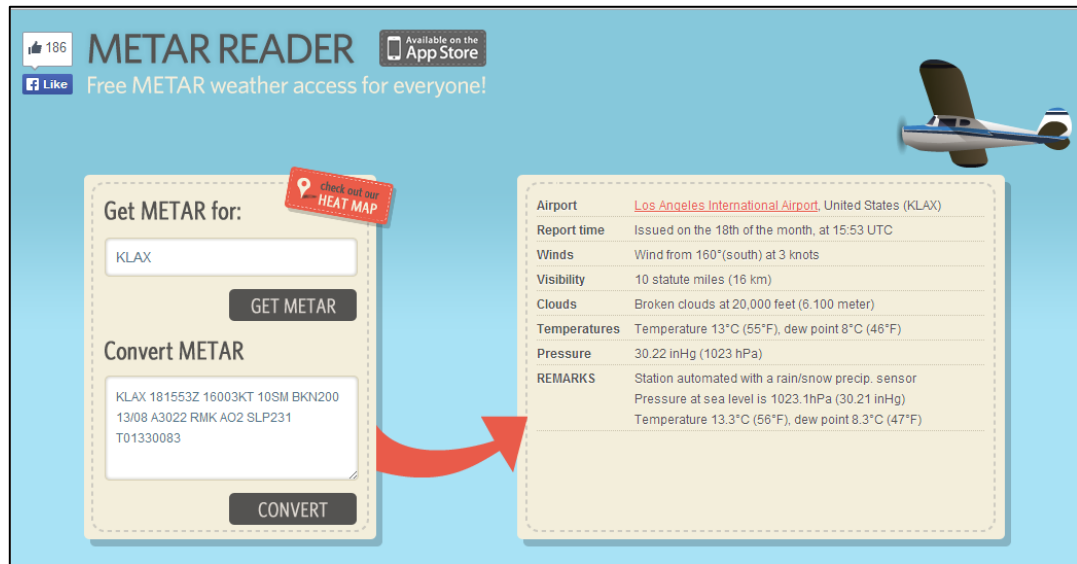 186
METAR READER
Available on the
App Store
Like
Free METAR weather access for everyone!
check out our
HEAT MAP
Get METAR for:
KLAX
GET METAR
Convert METAR
KLAX 181553Z 16003KT 10SM BKN200
13/08 A3022 RMK AO2 SLP231
T01330083
CONVERT
Airport Los Angeles International Airport, United States (KLAX)
Report time Issued on the 18th of the month, at 15:53 UTC
Winds Wind from 160°(south) at 3 knots
Visibility 10 statute miles (16 km)
Clouds Broken clouds at 20,000 feet (6.100 meter)
Temperatures Temperature 13°C (55°F), dew point 8°C (46°F)
Pressure 30.22 inHg (1023 hPa)
REMARKS Station automated with a rain/snow precip. sensor
Pressure at sea level is 1023.1hPa (30.21 inHg)
Temperature 13.3°C (56°F), dew point 8.3°C (47°F)